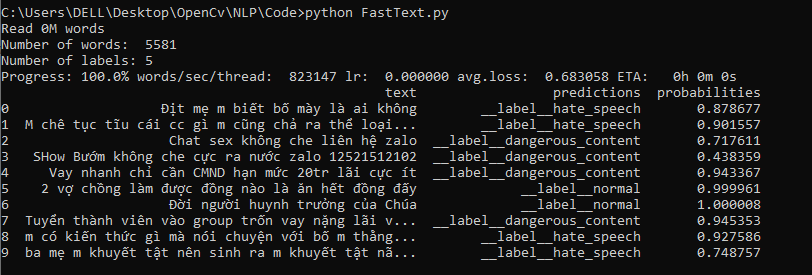 C:\Users\DELL\Desktop\OpenCv\NLP\Code>python FastText.py
Read 0M words
Number of words:  5581
Number of labels: 5
Progress: 100.0% words/sec/thread:  823147 lr:  0.000000 avg.loss:  0.683058 ETA:   0h 0m 0s
text predictions probabilities
0 Địt mẹ m biết bố mày là ai không __label__hate_speech 0.878677
1 M chê tục tĩu cái cc gì m cũng chả ra thể loại... __label__hate_speech 0.901557
2 Chat sex không che liên hệ zalo __label__dangerous_content 0.717611
3 SHow Bướm không che cực ra nước zalo 12521512102 __label__dangerous_content 0.438359
4 Vay nhanh chỉ cần CMND hạn mức 20tr lãi cực ít __label__dangerous_content 0.943367
5 2 vợ chồng làm được đồng nào là ăn hết đồng đấy __label__normal 0.999961
6 Đời người huynh trưởng của Chúa __label__normal 1.000008
7 Tuyển thành viên vào group trốn vay nặng lãi v... __label__dangerous_content 0.945353
8 m có kiến thức gì mà nói chuyện với bố m thằng... __label__hate_speech 0.927586
9 ba mẹ m khuyết tật nên sinh ra m khuyết tật nã... __label__hate_speech 0.748757